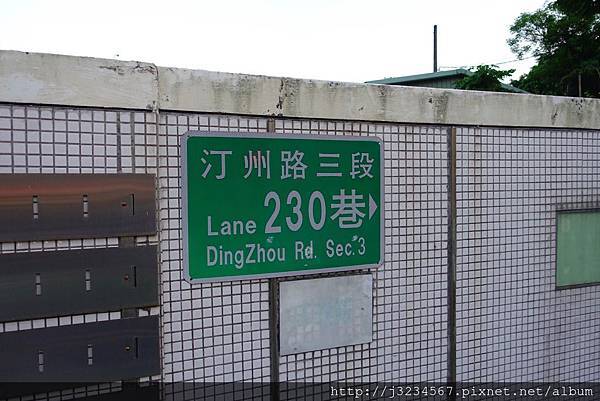 汀州路三段
Lane 230巷
DingZhou Rd. Sec.3
http://j3234567.pixnet.net/album